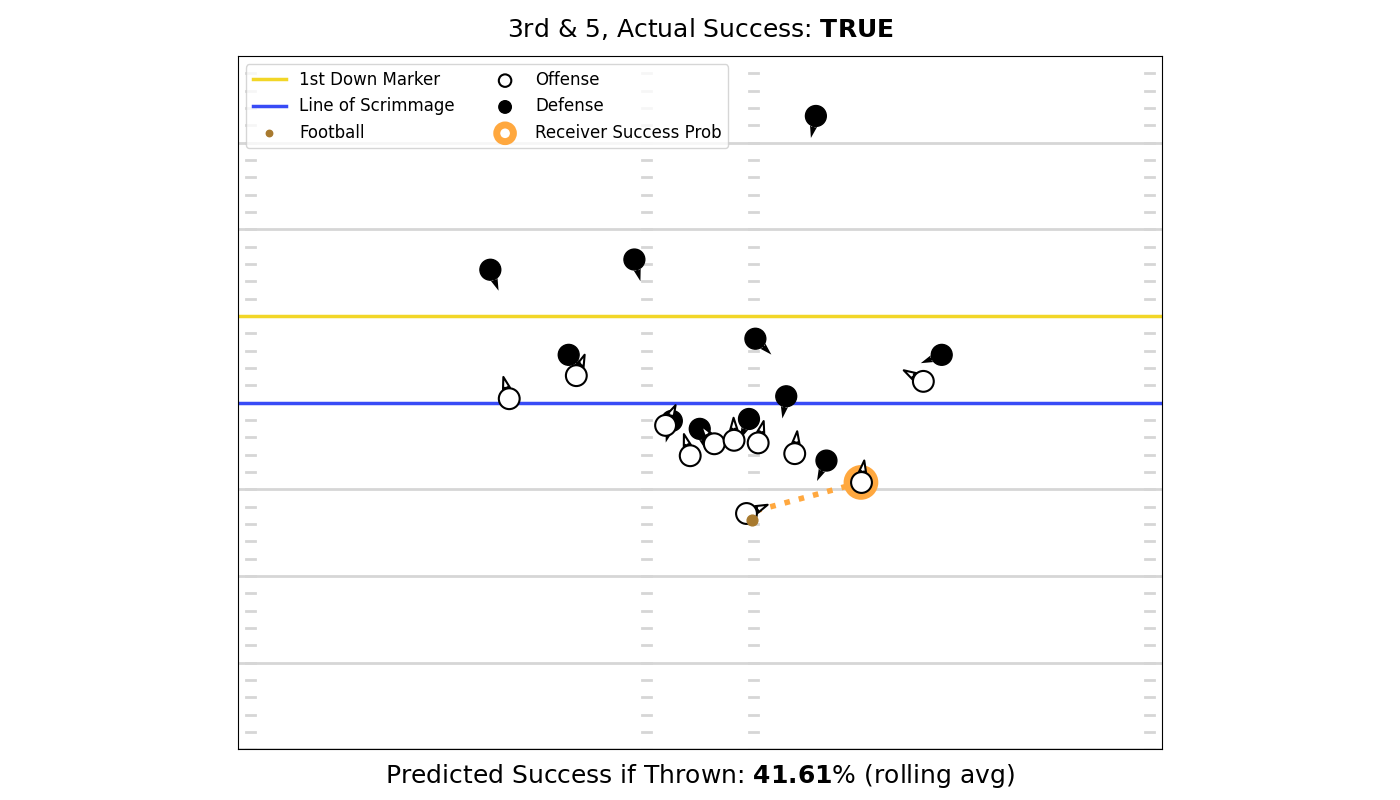 3rd & 5, Actual Success: TRUE
1st Down Marker
Line of Scrimmage
Football
Offense
Defense
Receiver Success Prob
Predicted Success if Thrown: 41.61% (rolling avg)